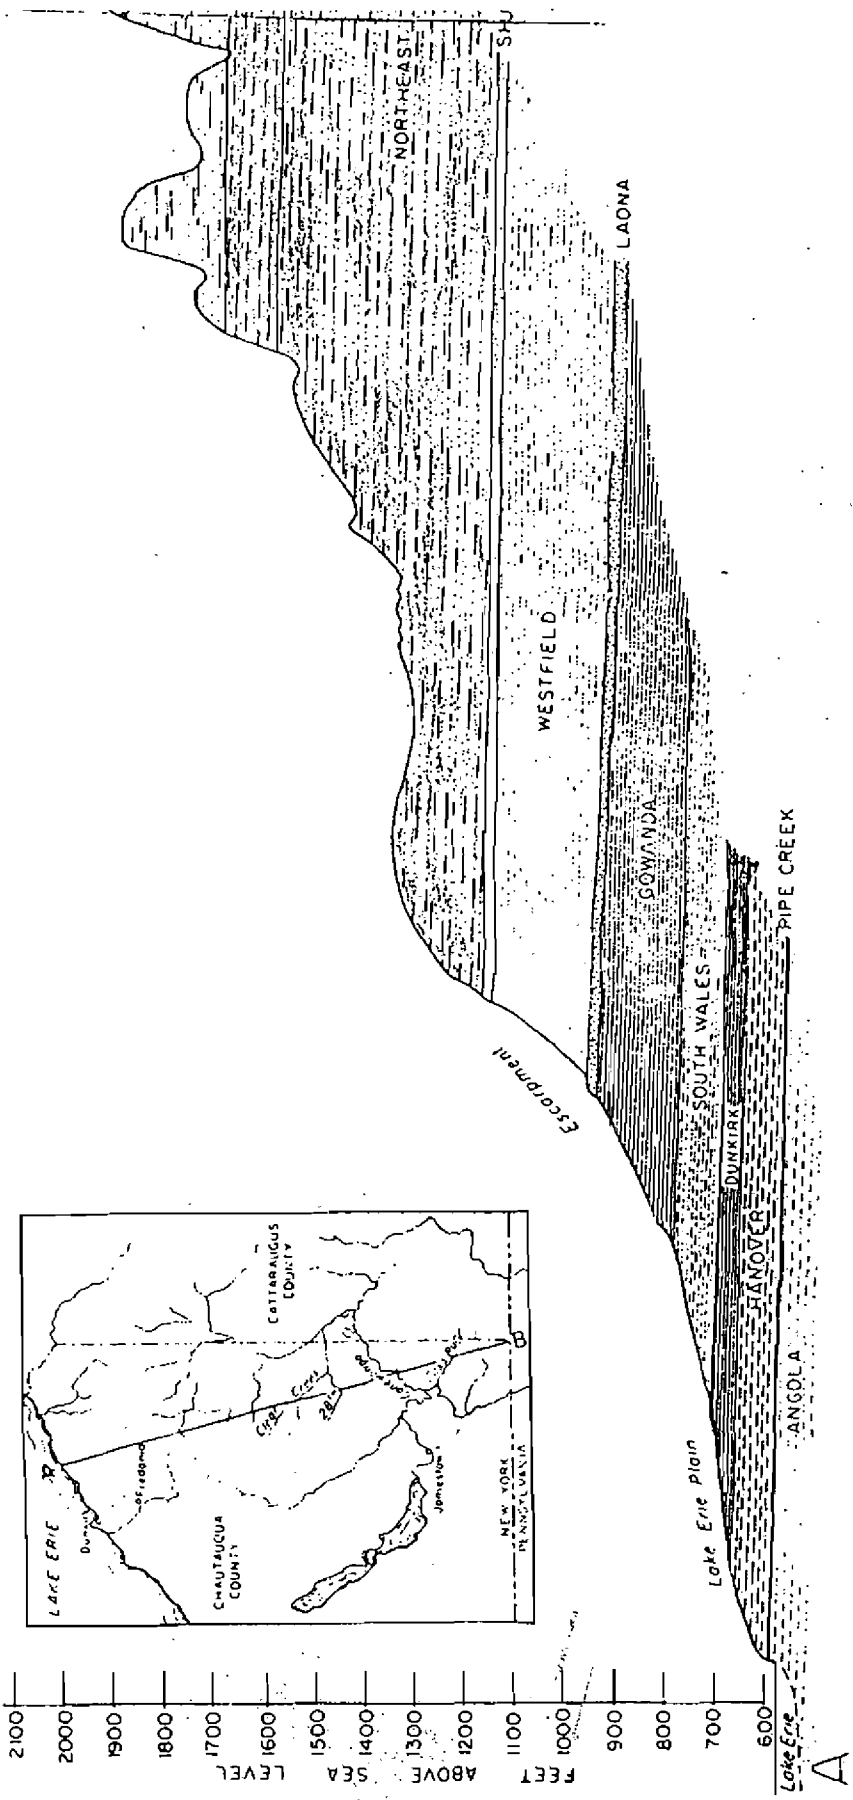 2100
2000
1900
1800
1700
1600
1500
1400
1300
1200
1100
1000
900
800
700
600
FEET ABOVE SEA LEVEL
Lake Erie
A
Lake Erie Plain
Escarpment
ANGOLA
HANOVER
DUNKIRK
SOUTH WALES
PIPE CREEK
GOWANDA
WESTFIELD
LAONA
NORTHEAST
SHU
LAKE ERIE
A
Fredonia
CHAUTAUQUA
COUNTY
CATTARAUGUS
COUNTY
Jamestown
NEW YORK
PENNSYLVANIA
B